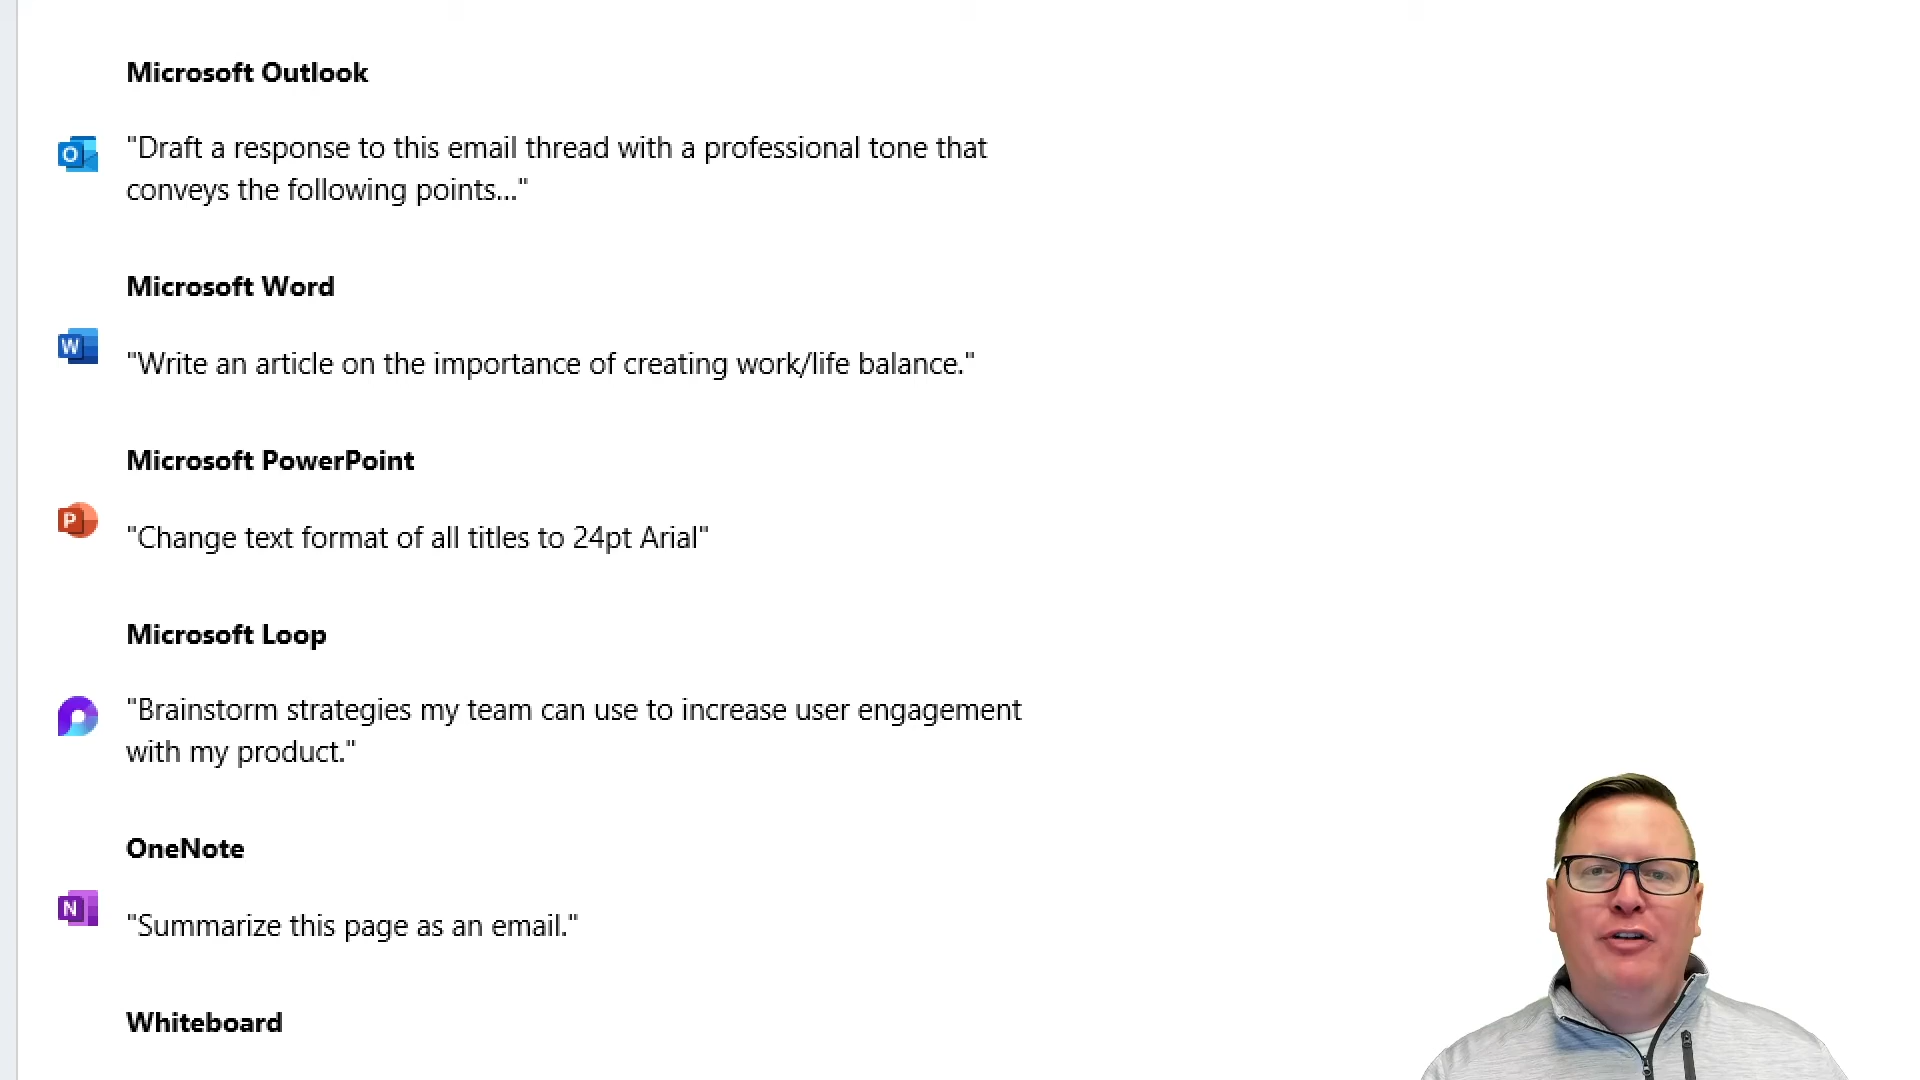 Microsoft Outlook
"Draft a response to this email thread with a professional tone that
conveys the following points..."
Microsoft Word
"Write an article on the importance of creating work/life balance."
Microsoft PowerPoint
"Change text format of all titles to 24pt Arial"
Microsoft Loop
"Brainstorm strategies my team can use to increase user engagement
with my product."
OneNote
"Summarize this page as an email."
Whiteboard